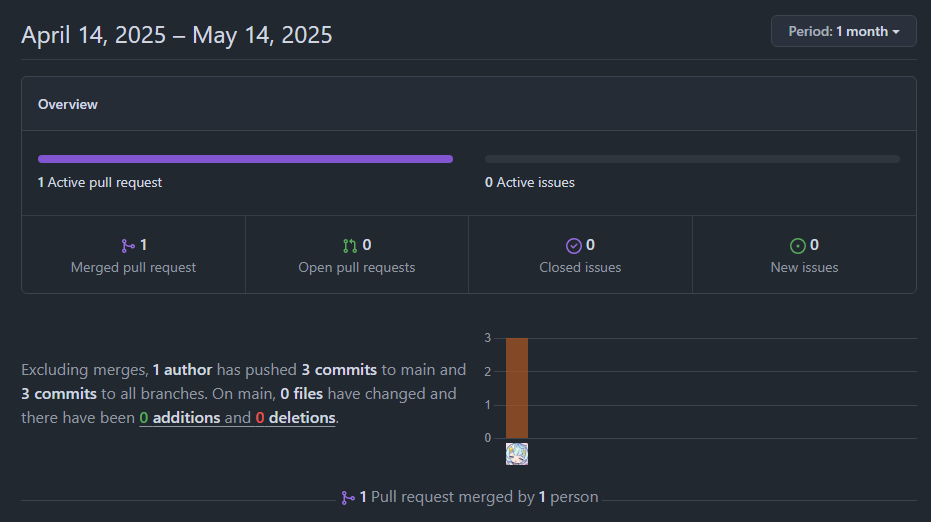 April 14, 2025 – May 14, 2025
Period: 1 month
Overview
1 Active pull request
0 Active issues
1
Merged pull request
0
Open pull requests
0
Closed issues
0
New issues
Excluding merges, 1 author has pushed 3 commits to main and
3 commits to all branches. On main, 0 files have changed and
there have been 0 additions and 0 deletions.
3
2
1
0
1 Pull request merged by 1 person